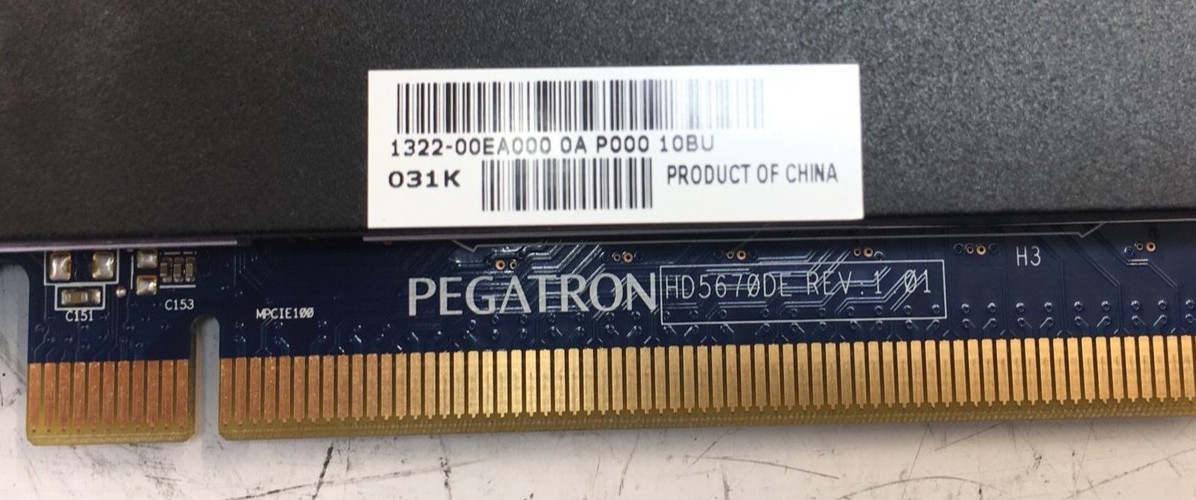 1322-00EA000 0A P000 10BU
031K PRODUCT OF CHINA
PEGATRON HD5670DE REV 1 01
H3
C151
C153
MPCIE100